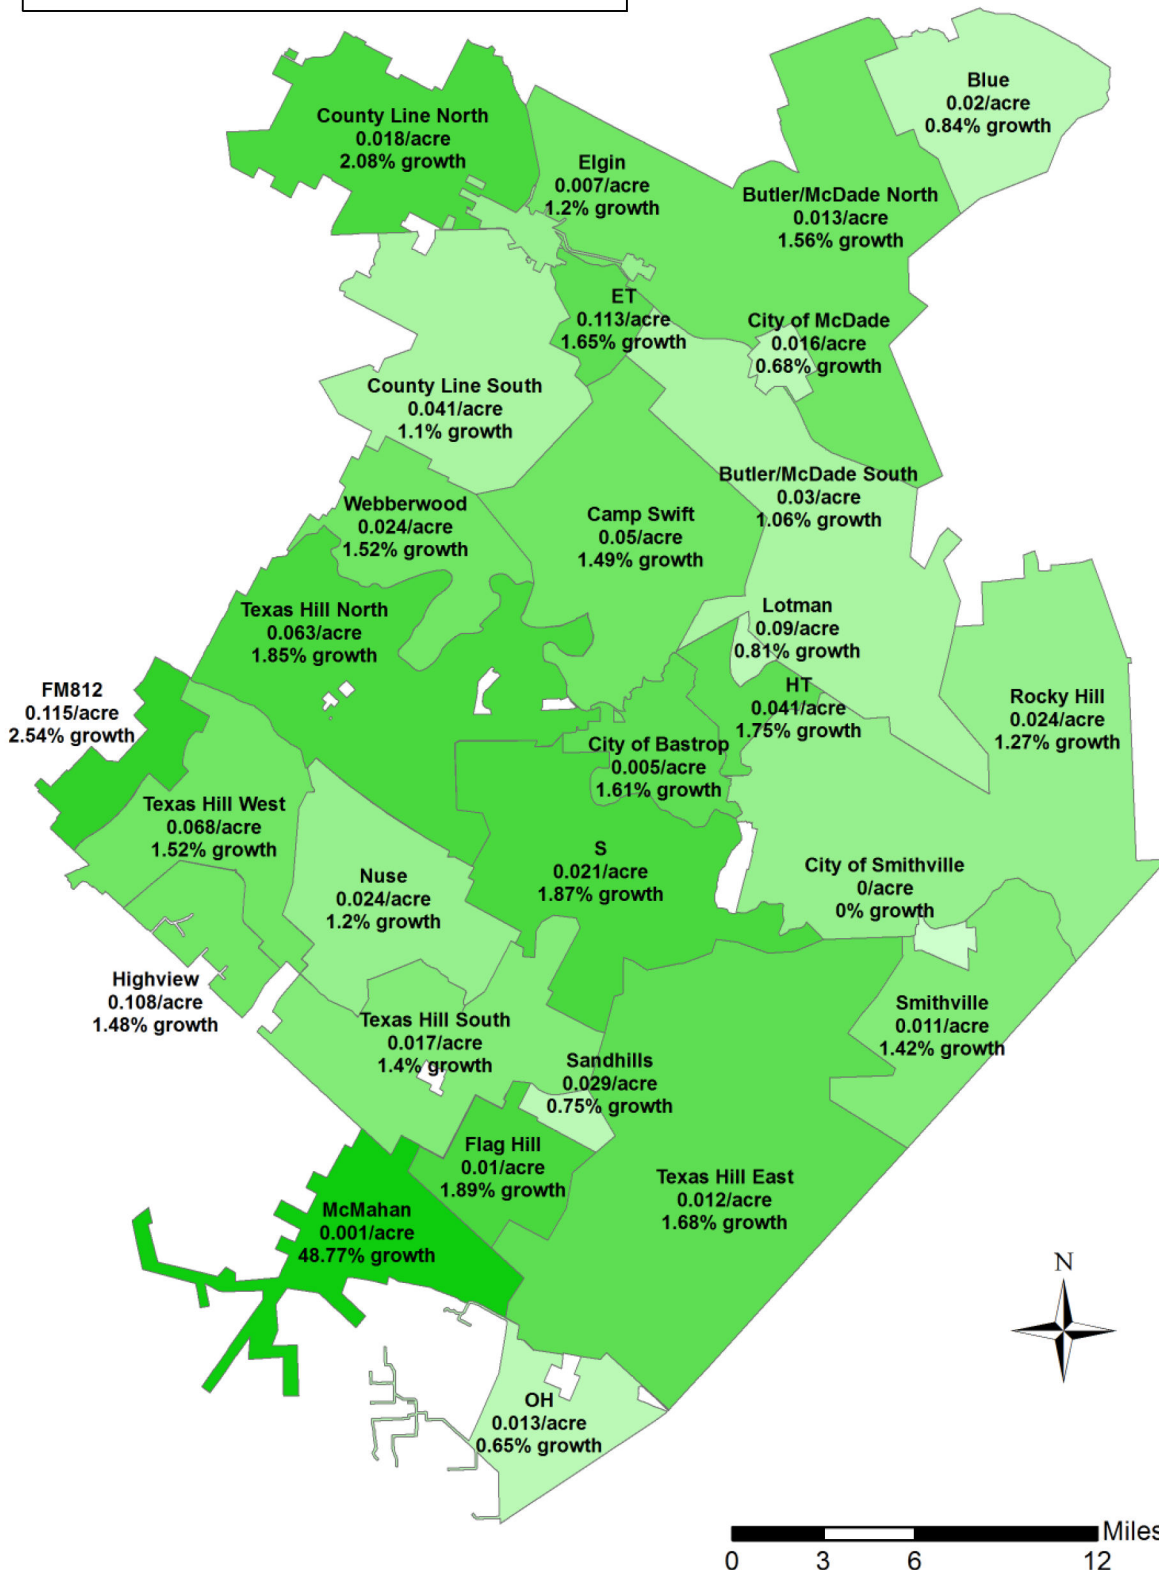 Blue
0.02/acre
0.84% growth
County Line North
0.018/acre
2.08% growth
Elgin
0.007/acre
1.2% growth
Butler/McDade North
0.013/acre
1.56% growth
ET
0.113/acre
1.65% growth
City of McDade
0.016/acre
0.68% growth
County Line South
0.041/acre
1.1% growth
Butler/McDade South
0.03/acre
1.06% growth
Webberwood
0.024/acre
1.52% growth
Camp Swift
0.05/acre
1.49% growth
Texas Hill North
0.063/acre
1.85% growth
Lotman
0.09/acre
0.81% growth
HT
0.041/acre
1.75% growth
FM812
0.115/acre
2.54% growth
Rocky Hill
0.024/acre
1.27% growth
City of Bastrop
0.005/acre
1.61% growth
Texas Hill West
0.068/acre
1.52% growth
S
0.021/acre
1.87% growth
Nuse
0.024/acre
1.2% growth
City of Smithville
0/acre
0% growth
Highview
0.108/acre
1.48% growth
Smithville
0.011/acre
1.42% growth
Texas Hill South
0.017/acre
1.4% growth
Sandhills
0.029/acre
0.75% growth
Flag Hill
0.01/acre
1.89% growth
Texas Hill East
0.012/acre
1.68% growth
McMahan
0.001/acre
48.77% growth
N
OH
0.013/acre
0.65% growth
Miles
0 3 6 12